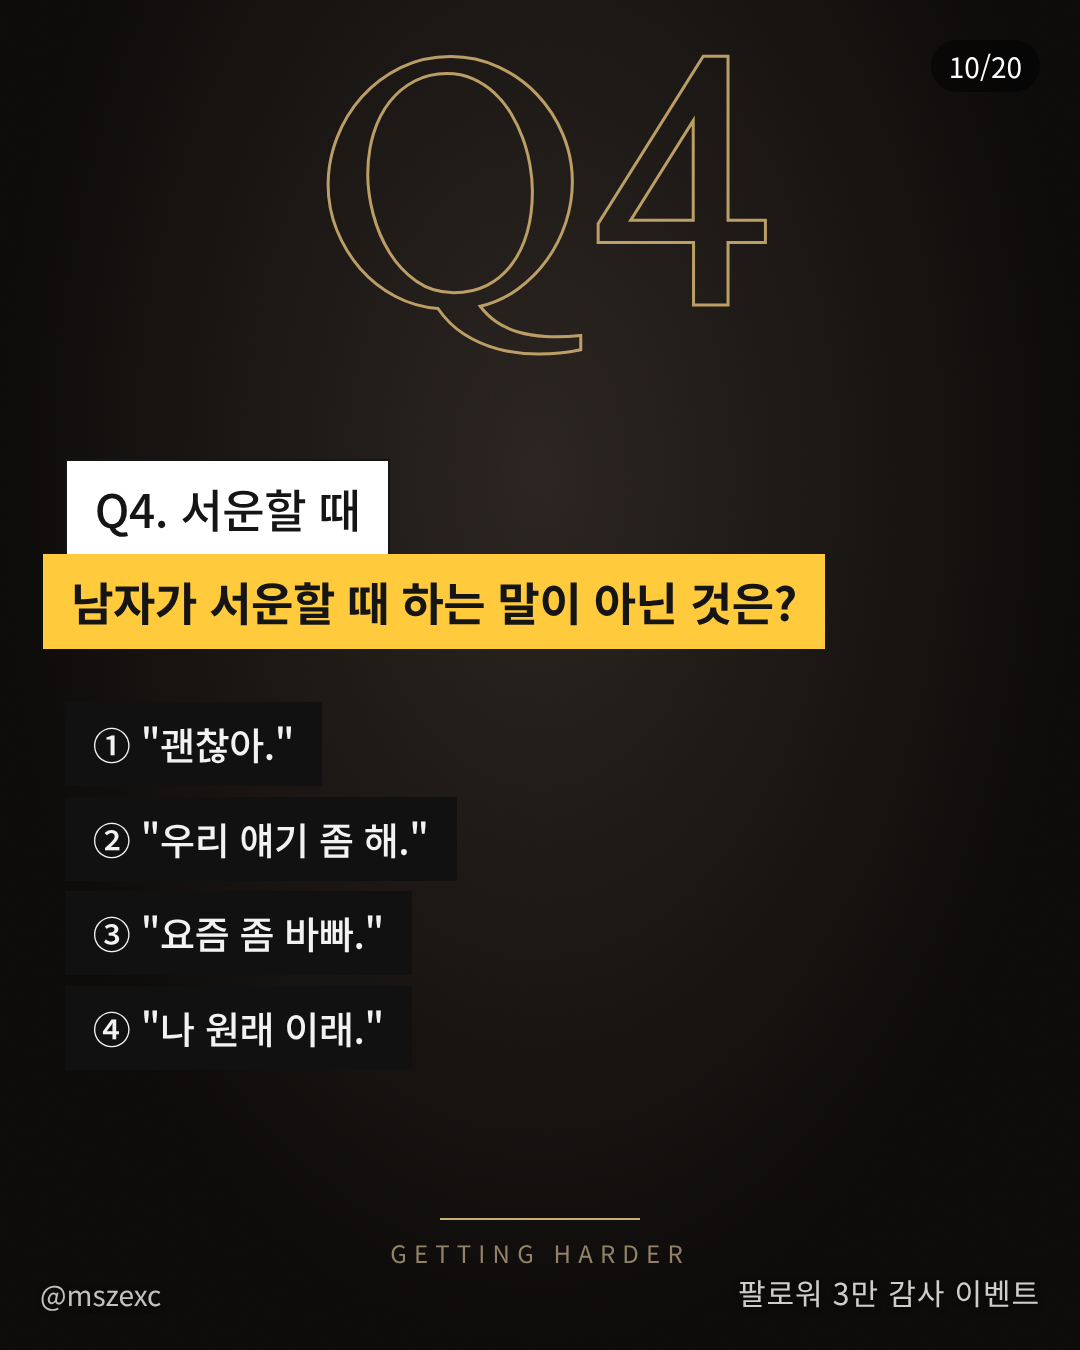 Q4
10/20
Q4. 서운할 때
남자가 서운할 때 하는 말이 아닌 것은?
① "괜찮아."
② "우리 얘기 좀 해."
③ "요즘 좀 바빠."
④ "나 원래 이래."
GETTING HARDER
@mszexc
팔로워 3만 감사 이벤트